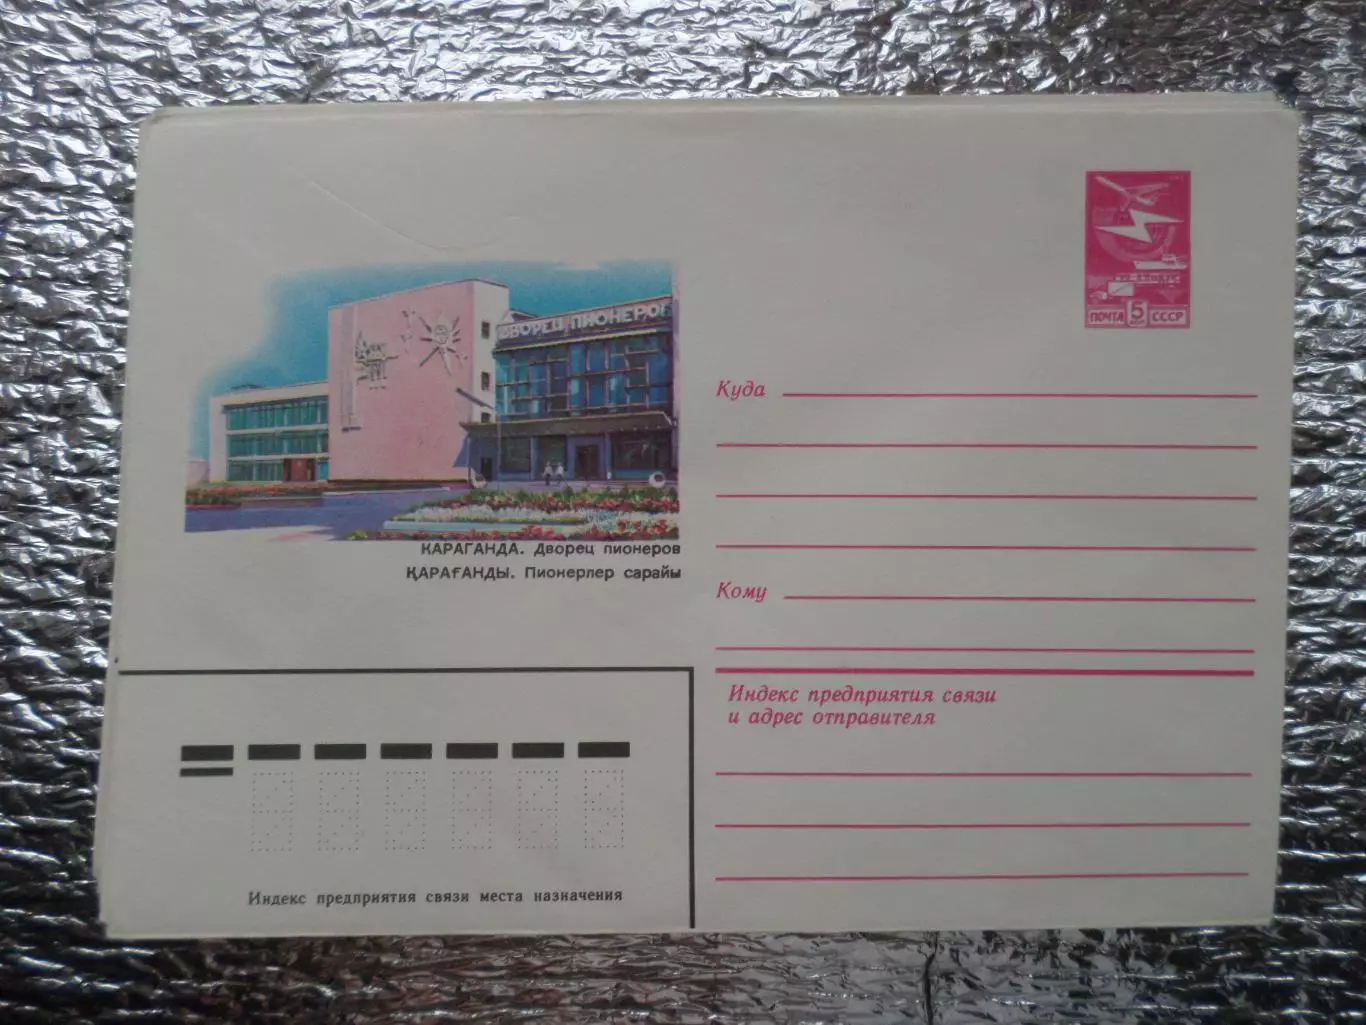 ДВОРЕЦ ПИОНЕРОВ
ПОЧТА 5 СССР
КАРАГАНДА. Дворец пионеров
ҚАРАҒАНДЫ. Пионерлер сарайы
Куда
Кому
Индекс предприятия связи
и адрес отправителя
Индекс предприятия связи места назначения